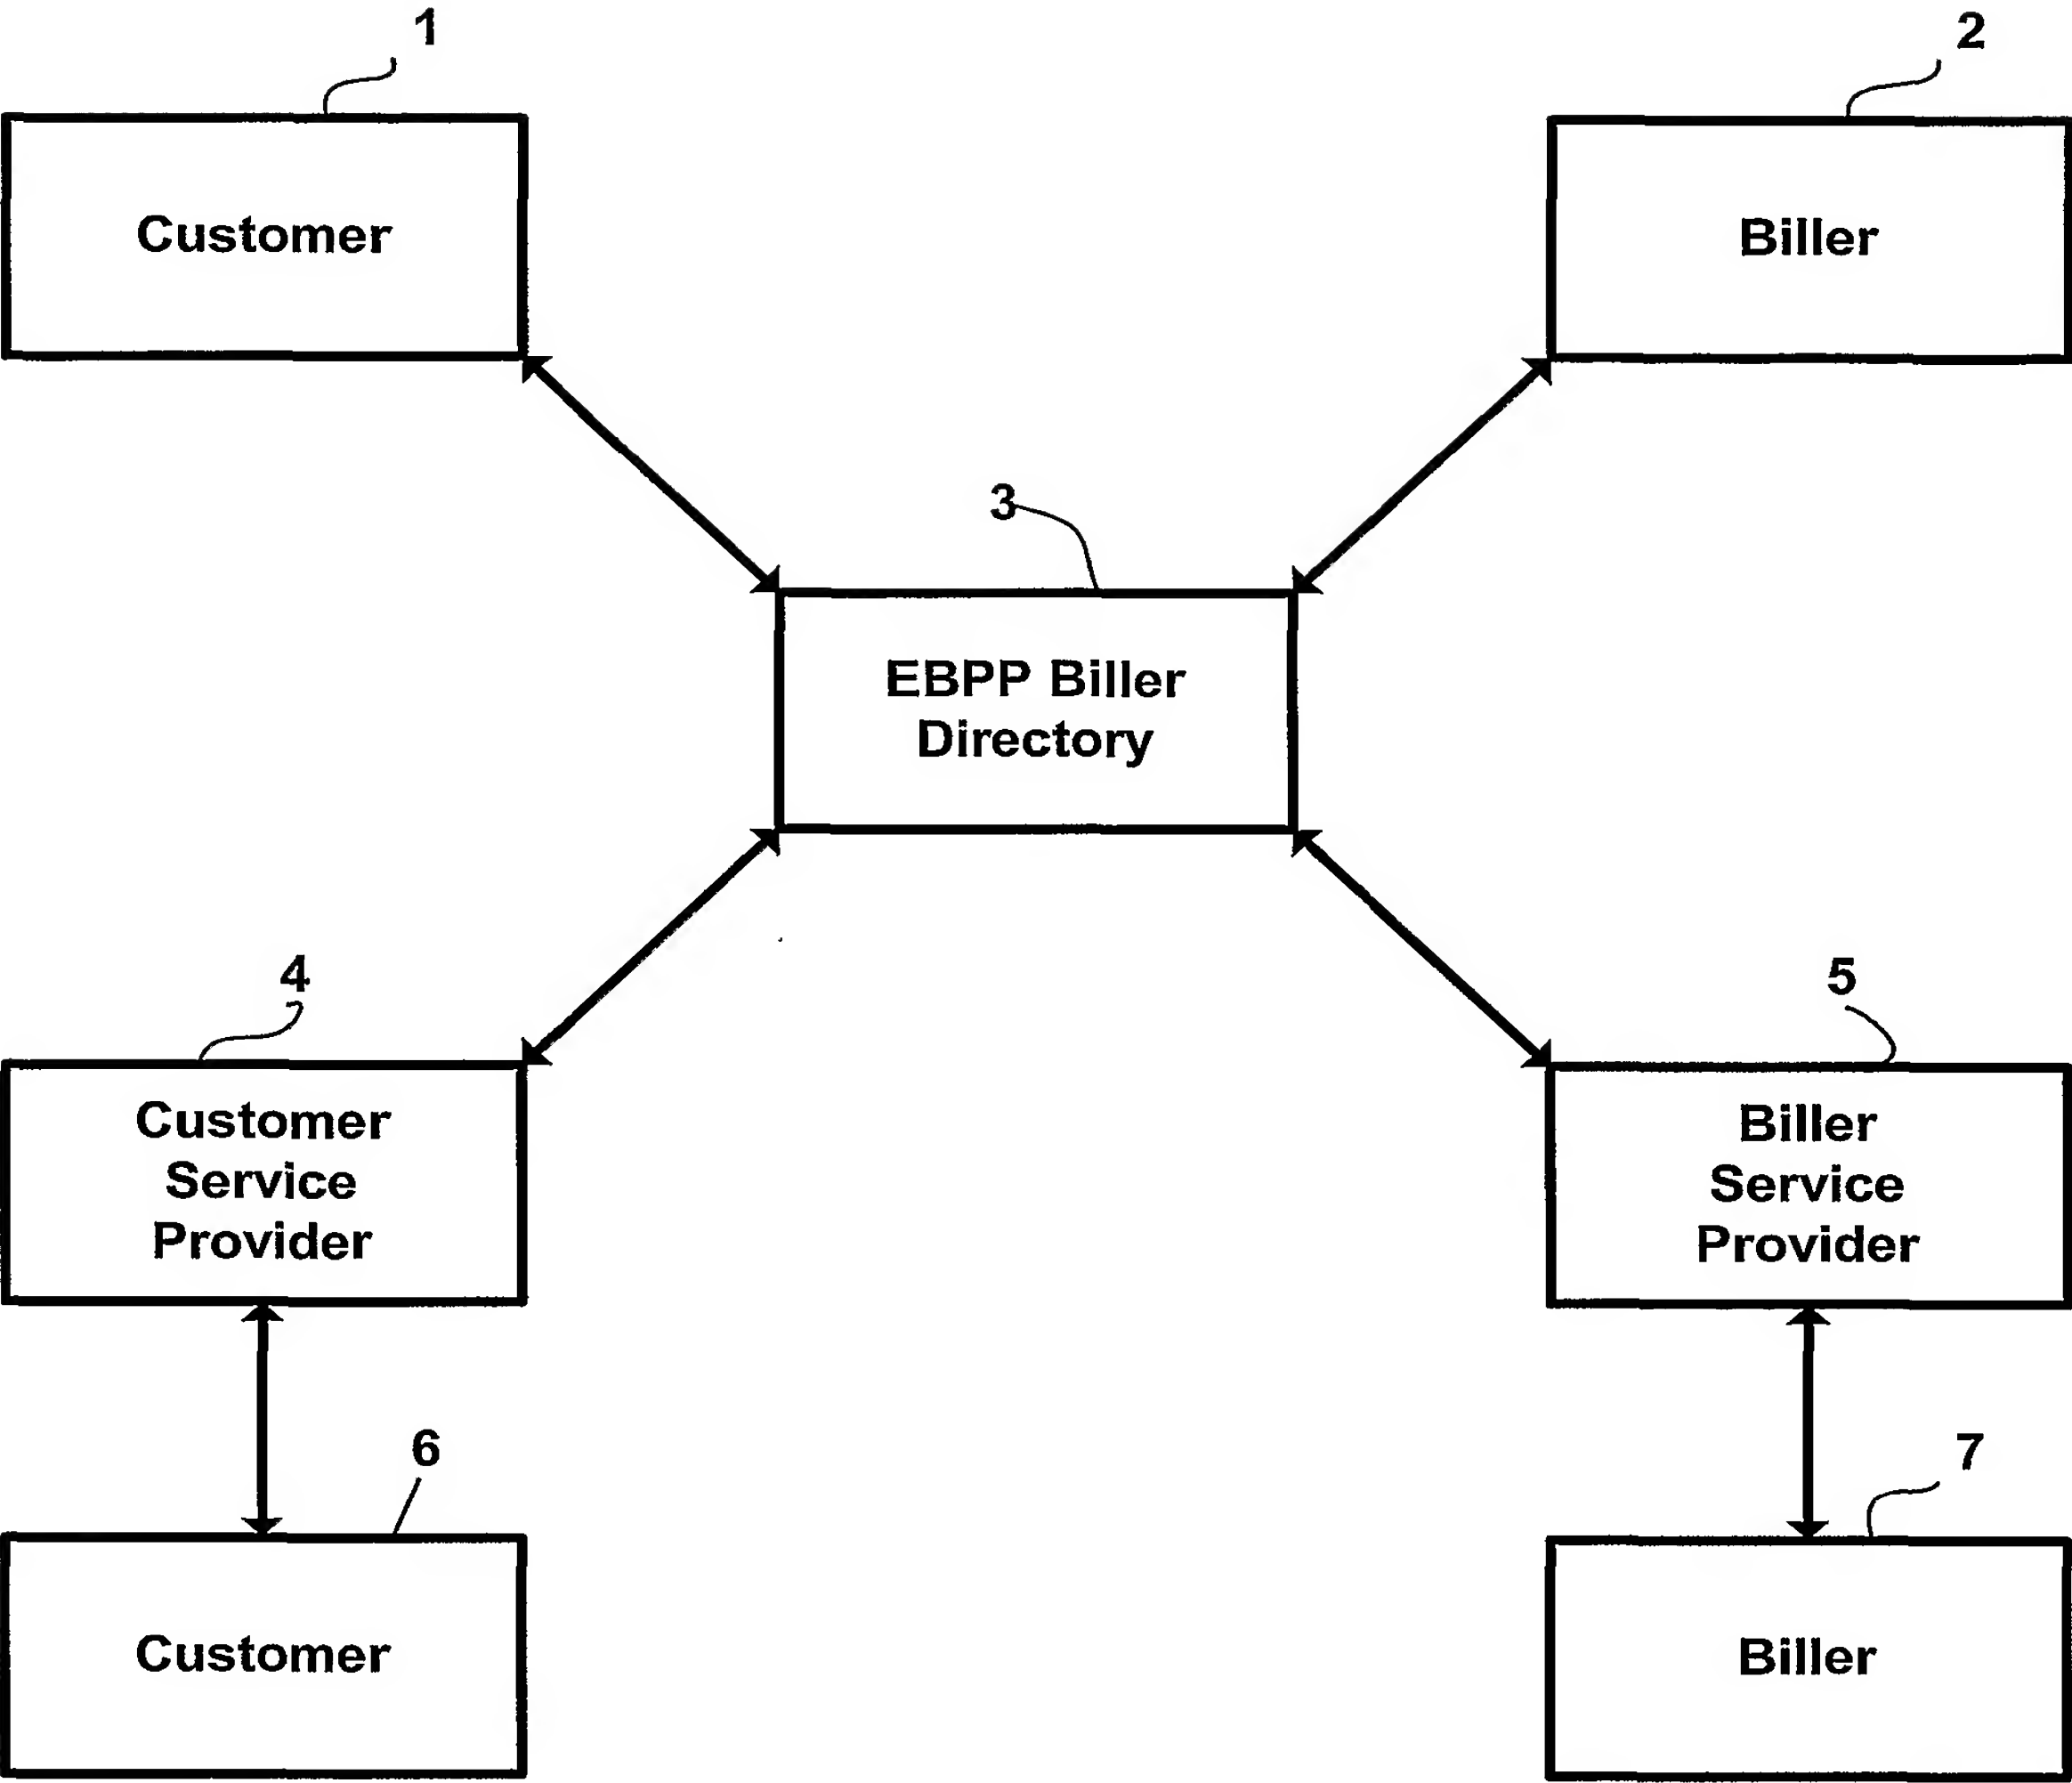 1
2
Customer
Biller
3
EBPP Biller
Directory
4
5
Customer
Service
Provider
Biller
Service
Provider
6
7
Customer
Biller